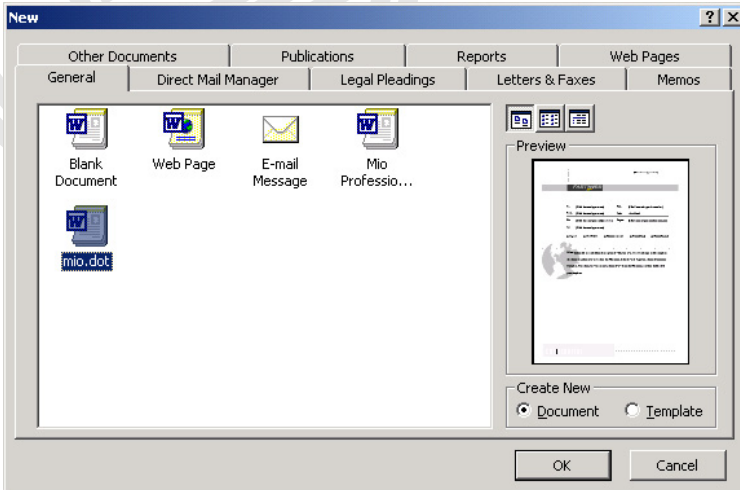 New
Other Documents Publications Reports Web Pages
General Direct Mail Manager Legal Pleadings Letters & Faxes Memos
Blank Document
Web Page
E-mail Message
Mio Professio...
mio.dot
Preview
Create New
Document Template
OK Cancel